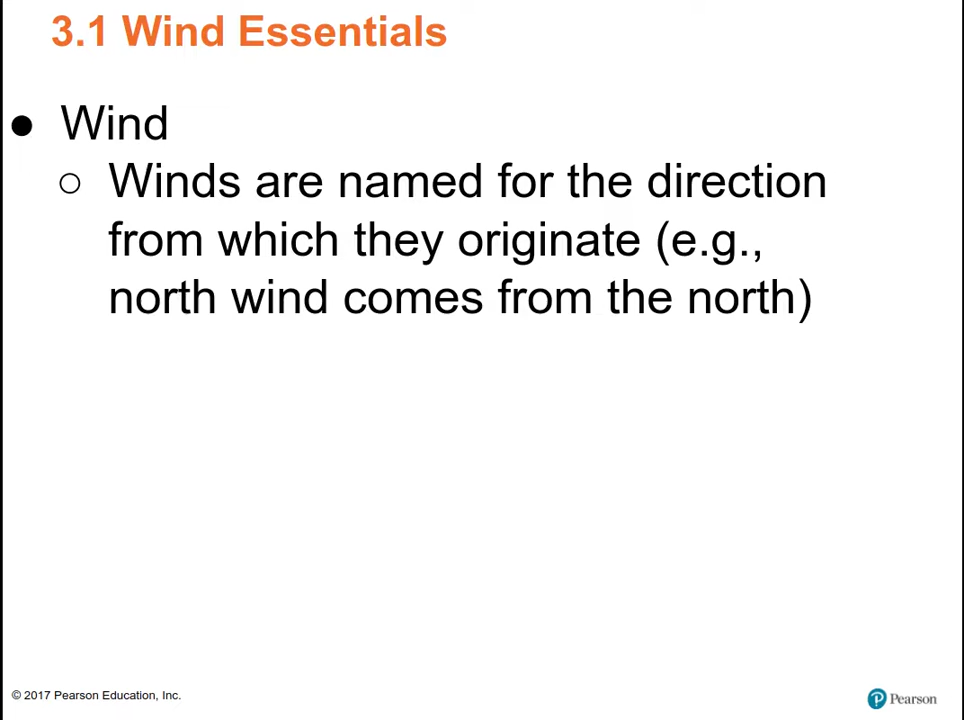 3.1 Wind Essentials
● Wind
○ Winds are named for the direction
from which they originate (e.g.,
north wind comes from the north)
© 2017 Pearson Education, Inc.
Pearson